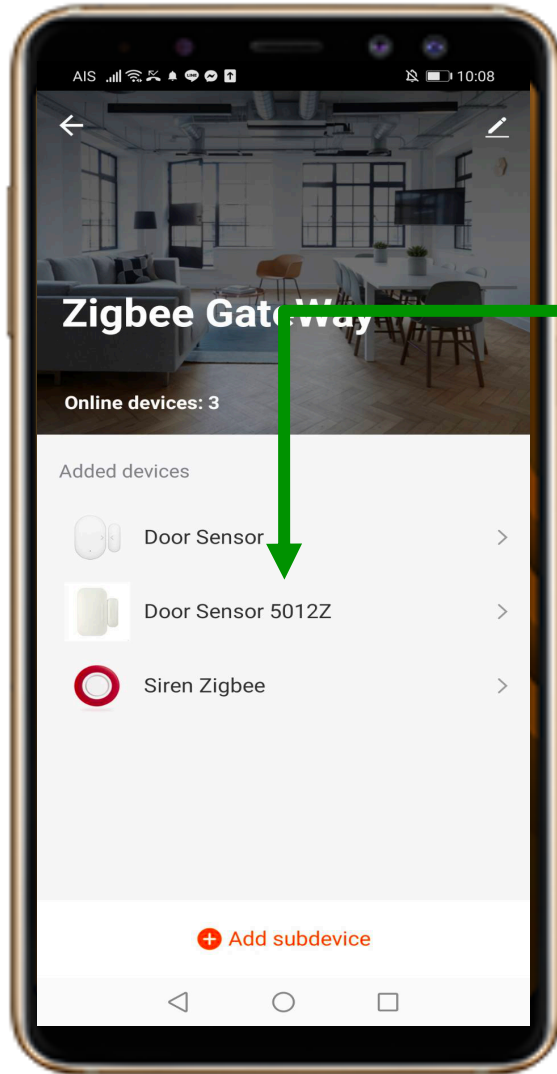 AIS 10:08
Zigbee GateWay
Online devices: 3
Added devices
Door Sensor
Door Sensor 5012Z
Siren Zigbee
Add subdevice